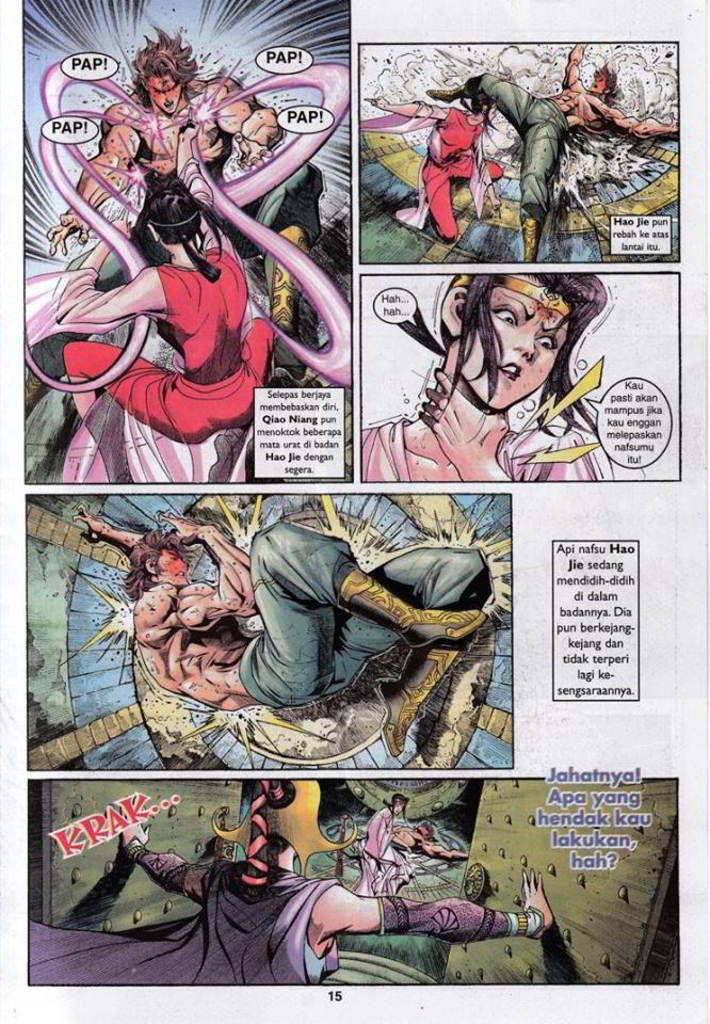 PAP!
PAP!
PAP!
PAP!
Selepas berjaya
membebaskan diri,
Qiao Niang pun
menoktok beberapa
mata urat di badan
Hao Jie dengan
segera.
Hao Jie pun
rebah ke atas
lantai itu.
Hah...
hah...
Kau
pasti akan
mampus jika
kau enggan
melepaskan
nafsumu
itu!
Api nafsu Hao
Jie sedang
mendidih-didih
di dalam
badannya. Dia
pun berkejang-
kejang dan
tidak terperi
lagi ke-
sengsaraannya.
KRAK...
Jahatnya!
Apa yang
hendak kau
lakukan,
hah?
15